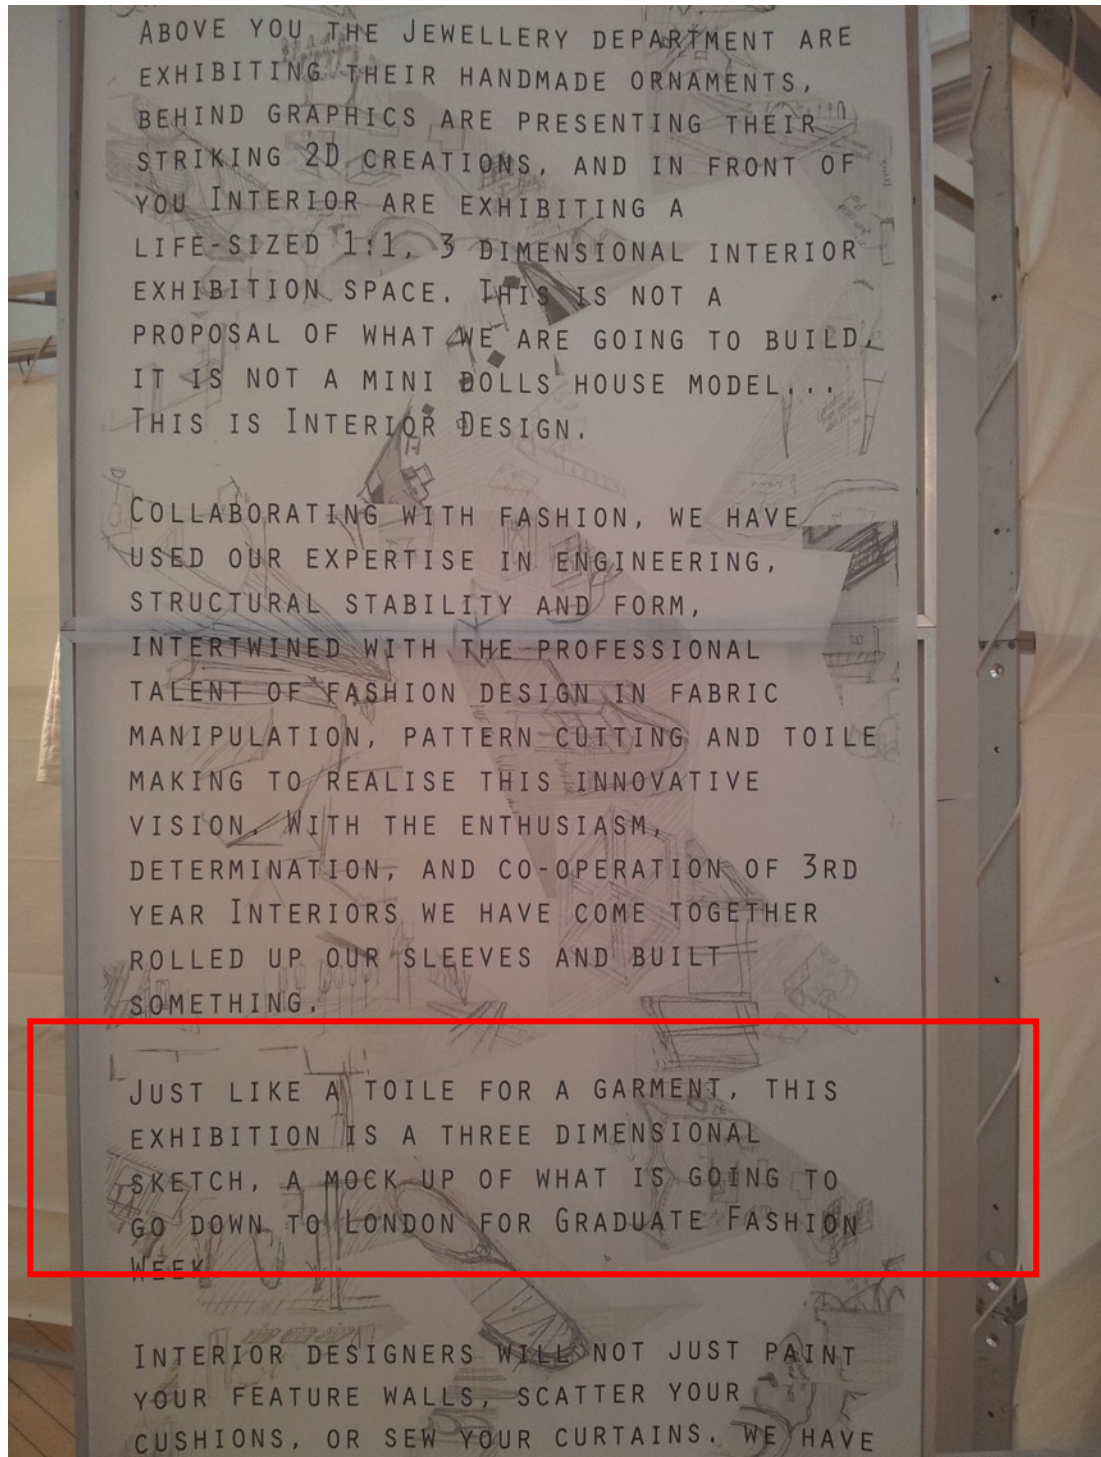 Above you the Jewellery department are
exhibiting their handmade ornaments,
behind graphics are presenting their
striking 2D creations, and in front of
you Interior are exhibiting a
life-sized 1:1, 3 dimensional interior
exhibition space. This is not a
proposal of what we are going to build,
it is not a mini dolls house model...
This is Interior Design.
Collaborating with fashion, we have
used our expertise in engineering,
structural stability and form,
intertwined with the professional
talent of fashion design in fabric
manipulation, pattern cutting and toile
making to realise this innovative
vision. With the enthusiasm,
determination, and co-operation of 3rd
year Interiors we have come together
rolled up our sleeves and built
something.
Just like a toile for a garment, this
exhibition is a three dimensional
sketch, a mock up of what is going to
go down to London for Graduate Fashion
Week
Interior designers will not just paint
your feature walls, scatter your
cushions, or sew your curtains. We have